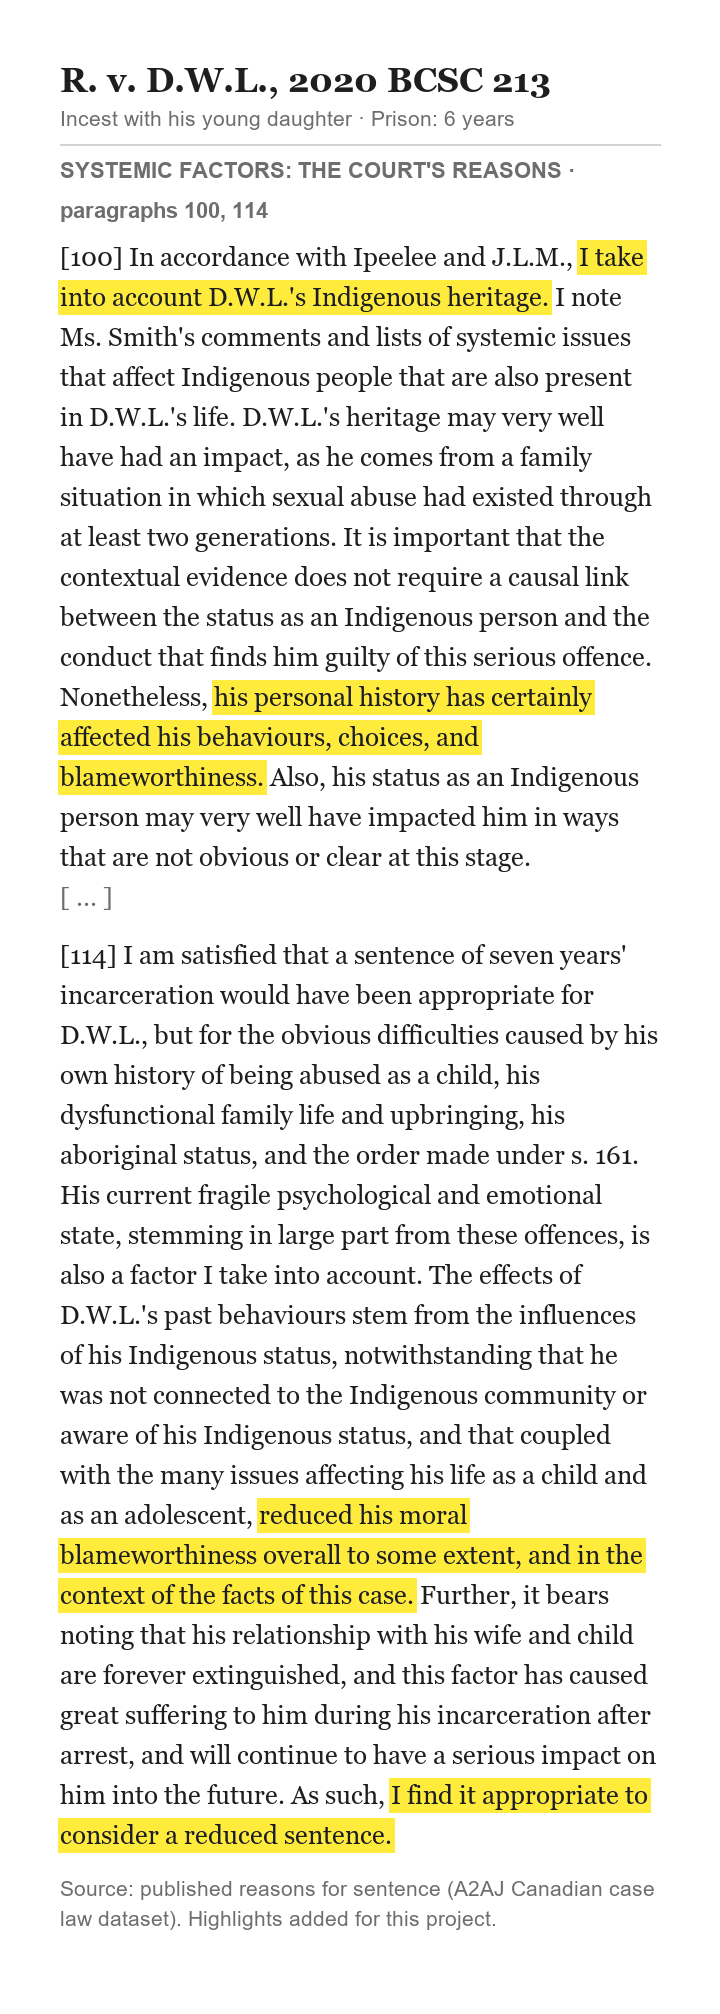 R. v. D.W.L., 2020 BCSC 213
Incest with his young daughter · Prison: 6 years
SYSTEMIC FACTORS: THE COURT'S REASONS ·
paragraphs 100, 114
[100] In accordance with Ipeelee and J.L.M., I take
into account D.W.L.'s Indigenous heritage. I note
Ms. Smith's comments and lists of systemic issues
that affect Indigenous people that are also present
in D.W.L.'s life. D.W.L.'s heritage may very well
have had an impact, as he comes from a family
situation in which sexual abuse had existed through
at least two generations. It is important that the
contextual evidence does not require a causal link
between the status as an Indigenous person and the
conduct that finds him guilty of this serious offence.
Nonetheless, his personal history has certainly
affected his behaviours, choices, and
blameworthiness. Also, his status as an Indigenous
person may very well have impacted him in ways
that are not obvious or clear at this stage.
[ ... ]
[114] I am satisfied that a sentence of seven years'
incarceration would have been appropriate for
D.W.L., but for the obvious difficulties caused by his
own history of being abused as a child, his
dysfunctional family life and upbringing, his
aboriginal status, and the order made under s. 161.
His current fragile psychological and emotional
state, stemming in large part from these offences, is
also a factor I take into account. The effects of
D.W.L.'s past behaviours stem from the influences
of his Indigenous status, notwithstanding that he
was not connected to the Indigenous community or
aware of his Indigenous status, and that coupled
with the many issues affecting his life as a child and
as an adolescent, reduced his moral
blameworthiness overall to some extent, and in the
context of the facts of this case. Further, it bears
noting that his relationship with his wife and child
are forever extinguished, and this factor has caused
great suffering to him during his incarceration after
arrest, and will continue to have a serious impact on
him into the future. As such, I find it appropriate to
consider a reduced sentence.
Source: published reasons for sentence (A2AJ Canadian case
law dataset). Highlights added for this project.